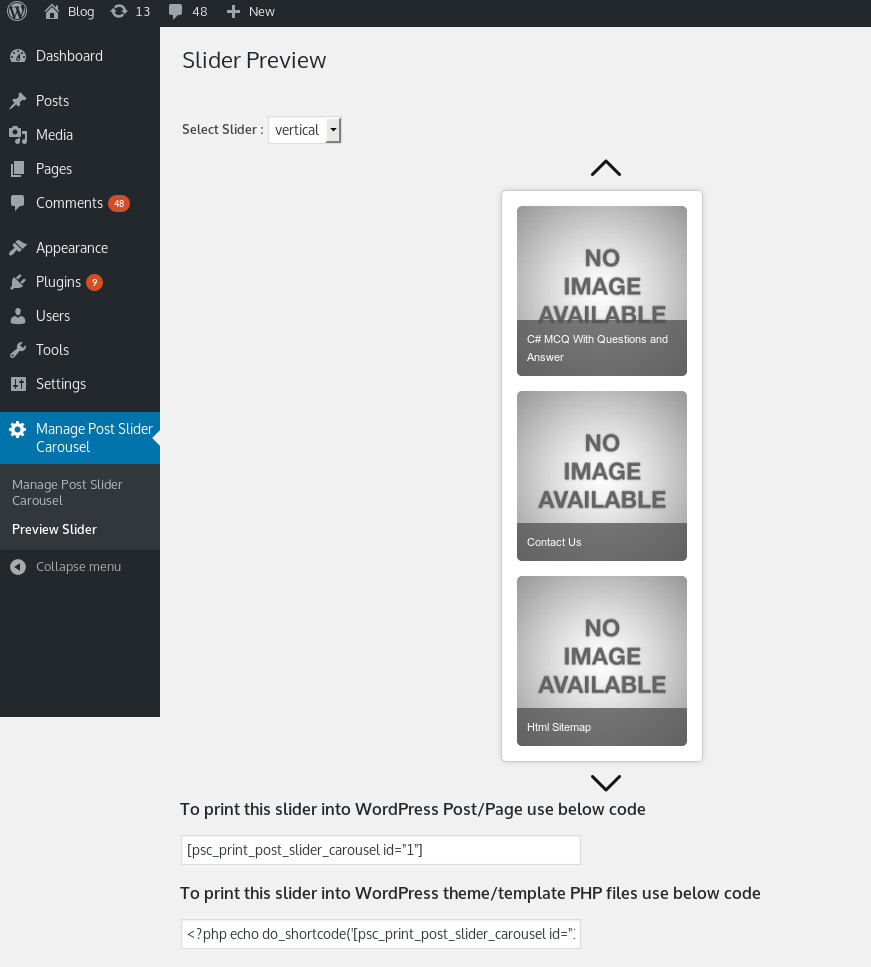 Blog 13 48 New
Dashboard
Posts
Media
Pages
Comments 48
Appearance
Plugins 9
Users
Tools
Settings
Manage Post Slider
Carousel
Manage Post Slider
Carousel
Preview Slider
Collapse menu
Slider Preview
Select Slider : vertical
NO
IMAGE
AVAILABLE
C# MCQ With Questions and
Answer
NO
IMAGE
AVAILABLE
Contact Us
NO
IMAGE
AVAILABLE
Html Sitemap
To print this slider into WordPress Post/Page use below code
[psc_print_post_slider_carousel id="1"]
To print this slider into WordPress theme/template PHP files use below code
<?php echo do_shortcode('[psc_print_post_slider_carousel id="